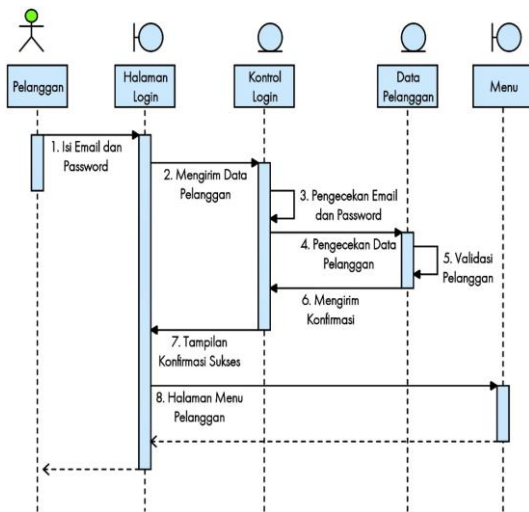 Pelanggan
Halaman
Login
Kontrol
Login
Data
Pelanggan
Menu
1. Isi Email dan
Password
2. Mengirim Data
Pelanggan
3. Pengecekan Email
dan Password
4. Pengecekan Data
Pelanggan
5. Validasi
Pelanggan
6. Mengirim
Konfirmasi
7. Tampilan
Konfirmasi Sukses
8. Halaman Menu
Pelanggan